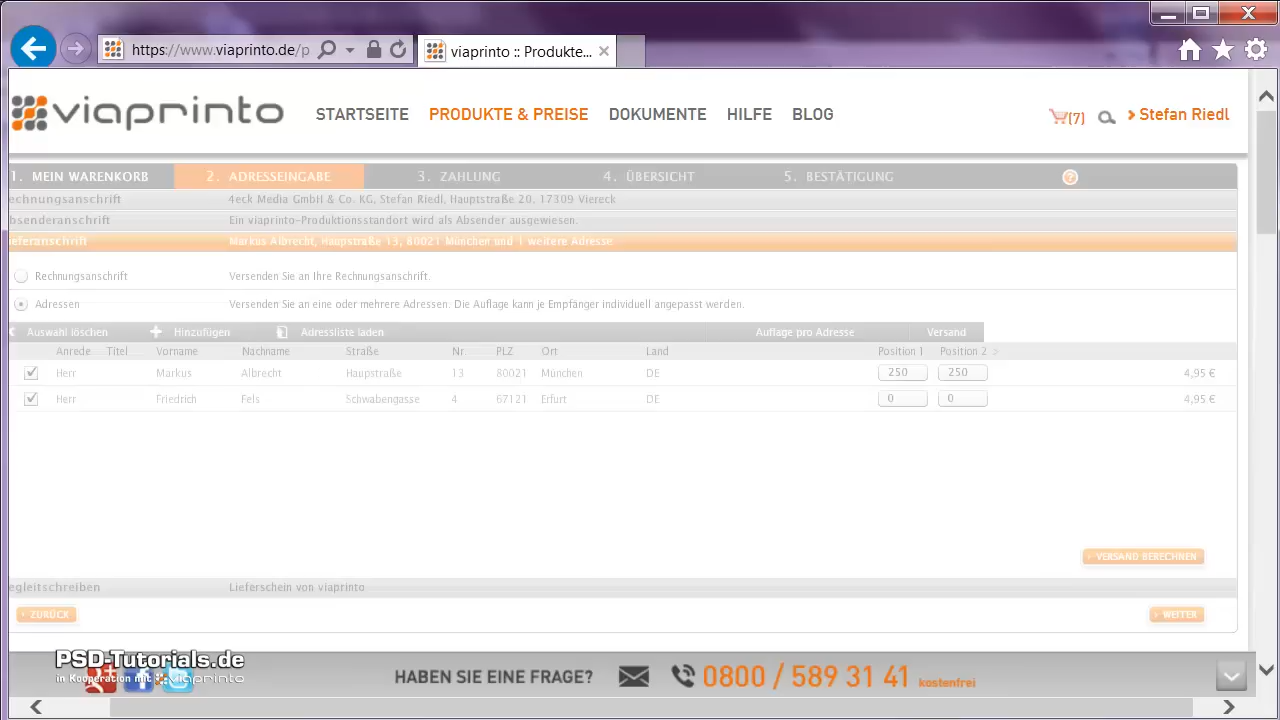 https://www.viaprinto.de/p
viaprinto :: Produkte...
viaprinto STARTSEITE PRODUKTE & PREISE DOKUMENTE HILFE BLOG (7) Stefan Riedl
1. MEIN WARENKORB 2. ADRESSEINGABE 3. ZAHLUNG 4. ÜBERSICHT 5. BESTÄTIGUNG ?
echnungsanschrift 4eck Media GmbH & Co. KG, Stefan Riedl, Hauptstraße 20, 17309 Viereck
bsenderanschrift Ein viaprinto-Produktionsstandort wird als Absender ausgewiesen.
eferanschrift Markus Albrecht, Haupstraße 13, 80021 München und 1 weitere Adresse
Rechnungsanschrift Versenden Sie an Ihre Rechnungsanschrift.
Adressen Versenden Sie an eine oder mehrere Adressen. Die Auflage kann je Empfänger individuell angepasst werden.
Auswahl löschen Hinzufügen Adressliste laden Auflage pro Adresse Versand
Anrede Titel Vorname Nachname Straße Nr PLZ Ort Land Position 1 Position 2 >
Herr Markus Albrecht Haupstraße 13 80021 München DE 250 250 4,95 €
Herr Friedrich Fels Schwabengasse 4 67121 Erfurt DE 0 0 4,95 €
VERSAND BERECHNEN
egleitschreiben Lieferschein von viaprinto
ZURÜCK WEITER
PSD-Tutorials.de
in Kooperation mit viaprinto
HABEN SIE EINE FRAGE? 0800 / 589 31 41 kostenfrei